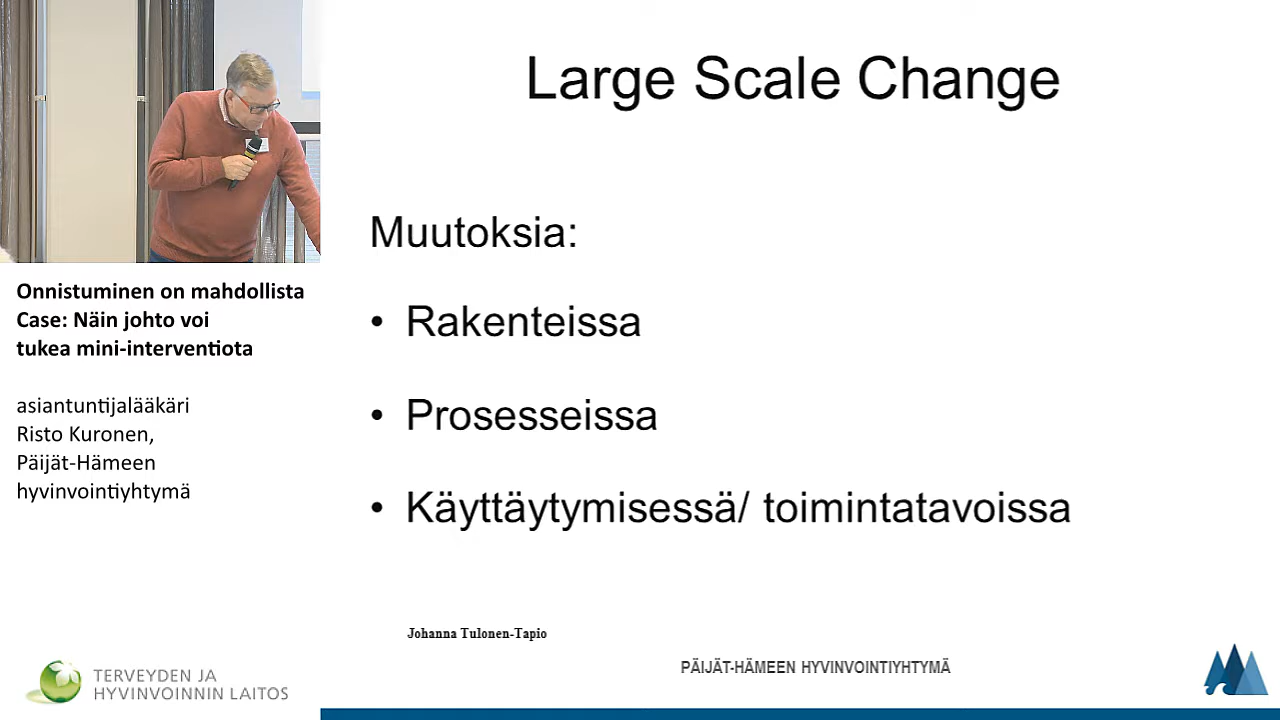 Large Scale Change
Muutoksia:
• Rakenteissa
• Prosesseissa
• Käyttäytymisessä/ toimintatavoissa
Johanna Tulonen-Tapio
PÄIJÄT-HÄMEEN HYVINVOINTIYHTYMÄ
Onnistuminen on mahdollista
Case: Näin johto voi
tukea mini-interventiota
asiantuntijalääkäri
Risto Kuronen,
Päijät-Hämeen
hyvinvointiyhtymä
TERVEYDEN JA
HYVINVOINNIN LAITOS